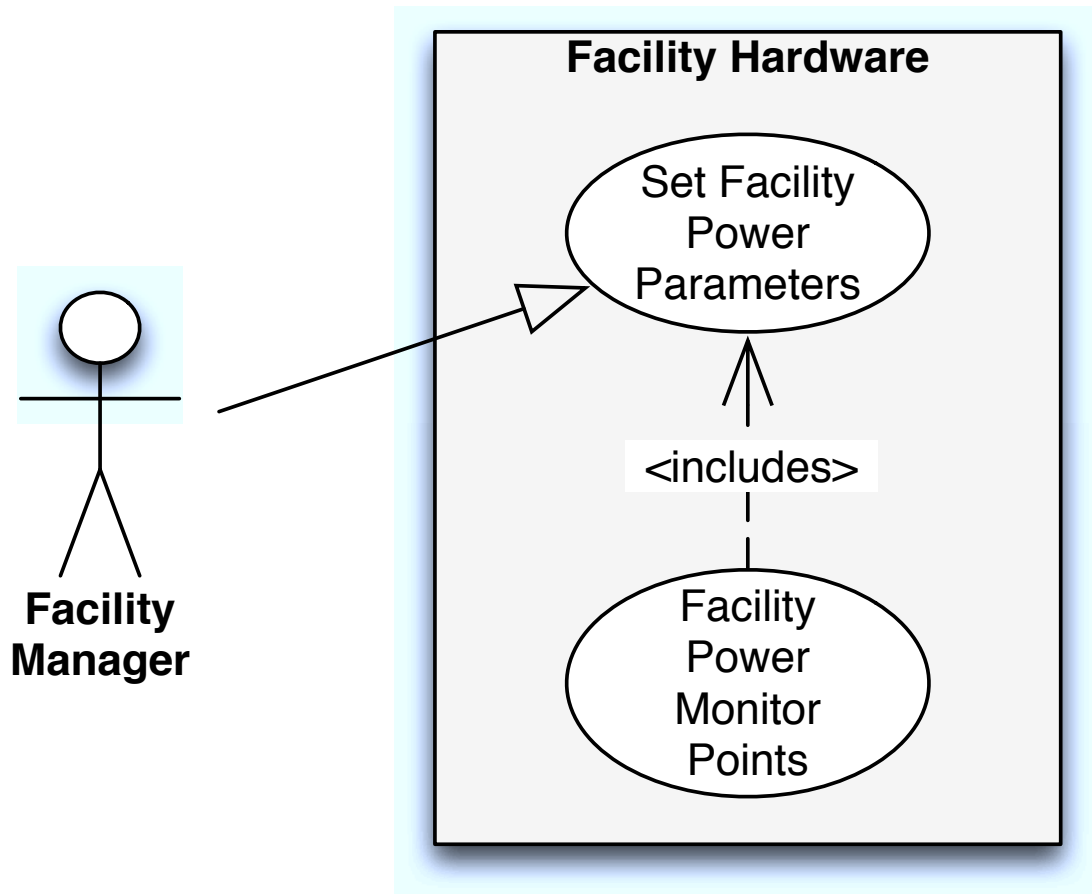 Facility Hardware
Set Facility
Power
Parameters
<includes>
Facility
Power
Monitor
Points
Facility
Manager